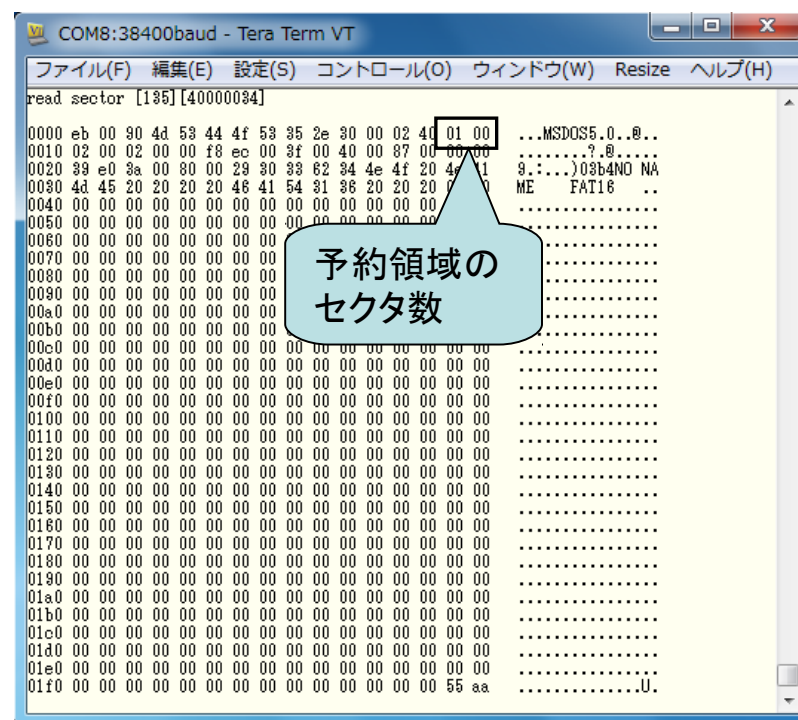 COM8:38400baud - Tera Term VT
ファイル(F) 編集(E) 設定(S) コントロール(O) ウィンドウ(W) Resize ヘルプ(H)
read sector [135][40000034]
0000 eb 00 90 4d 53 44 4f 53 35 2e 30 00 02 40 01 00 ...MSDOS5.0..@..
0010 02 00 02 00 00 f8 ec 00 3f 00 40 00 87 00 00 00 ........?.@.....
0020 39 e0 3a 00 80 00 29 30 33 62 34 4e 4f 20 4e 41 9.:...)03b4NO NA
0030 4d 45 20 20 20 20 46 41 54 31 36 20 20 20 00 ME    FAT16   ..
0040 00 00 00 00 00 00 00 00 00 00 00 00 00 00 00 ................
0050 00 00 00 00 00 00 00 00 00 00 00 00 00 00 ................
0060 00 00 00 00 00 00 00 ................
0070 00 00 00 00 00 00 00 ................
0080 00 00 00 00 00 00 00 ................
0090 00 00 00 00 00 00 00 ................
00a0 00 00 00 00 00 00 00 ................
00b0 00 00 00 00 00 00 00 ................
予約領域の
セクタ数
00c0 00 00 00 00 00 00 00 00 00 00 00 00 00 00 00 00 ................
00d0 00 00 00 00 00 00 00 00 00 00 00 00 00 00 00 00 ................
00e0 00 00 00 00 00 00 00 00 00 00 00 00 00 00 00 00 ................
00f0 00 00 00 00 00 00 00 00 00 00 00 00 00 00 00 00 ................
0100 00 00 00 00 00 00 00 00 00 00 00 00 00 00 00 00 ................
0110 00 00 00 00 00 00 00 00 00 00 00 00 00 00 00 00 ................
0120 00 00 00 00 00 00 00 00 00 00 00 00 00 00 00 00 ................
0130 00 00 00 00 00 00 00 00 00 00 00 00 00 00 00 00 ................
0140 00 00 00 00 00 00 00 00 00 00 00 00 00 00 00 00 ................
0150 00 00 00 00 00 00 00 00 00 00 00 00 00 00 00 00 ................
0160 00 00 00 00 00 00 00 00 00 00 00 00 00 00 00 00 ................
0170 00 00 00 00 00 00 00 00 00 00 00 00 00 00 00 00 ................
0180 00 00 00 00 00 00 00 00 00 00 00 00 00 00 00 00 ................
0190 00 00 00 00 00 00 00 00 00 00 00 00 00 00 00 00 ................
01a0 00 00 00 00 00 00 00 00 00 00 00 00 00 00 00 00 ................
01b0 00 00 00 00 00 00 00 00 00 00 00 00 00 00 00 00 ................
01c0 00 00 00 00 00 00 00 00 00 00 00 00 00 00 00 00 ................
01d0 00 00 00 00 00 00 00 00 00 00 00 00 00 00 00 00 ................
01e0 00 00 00 00 00 00 00 00 00 00 00 00 00 00 00 00 ................
01f0 00 00 00 00 00 00 00 00 00 00 00 00 00 00 55 aa ..............U.